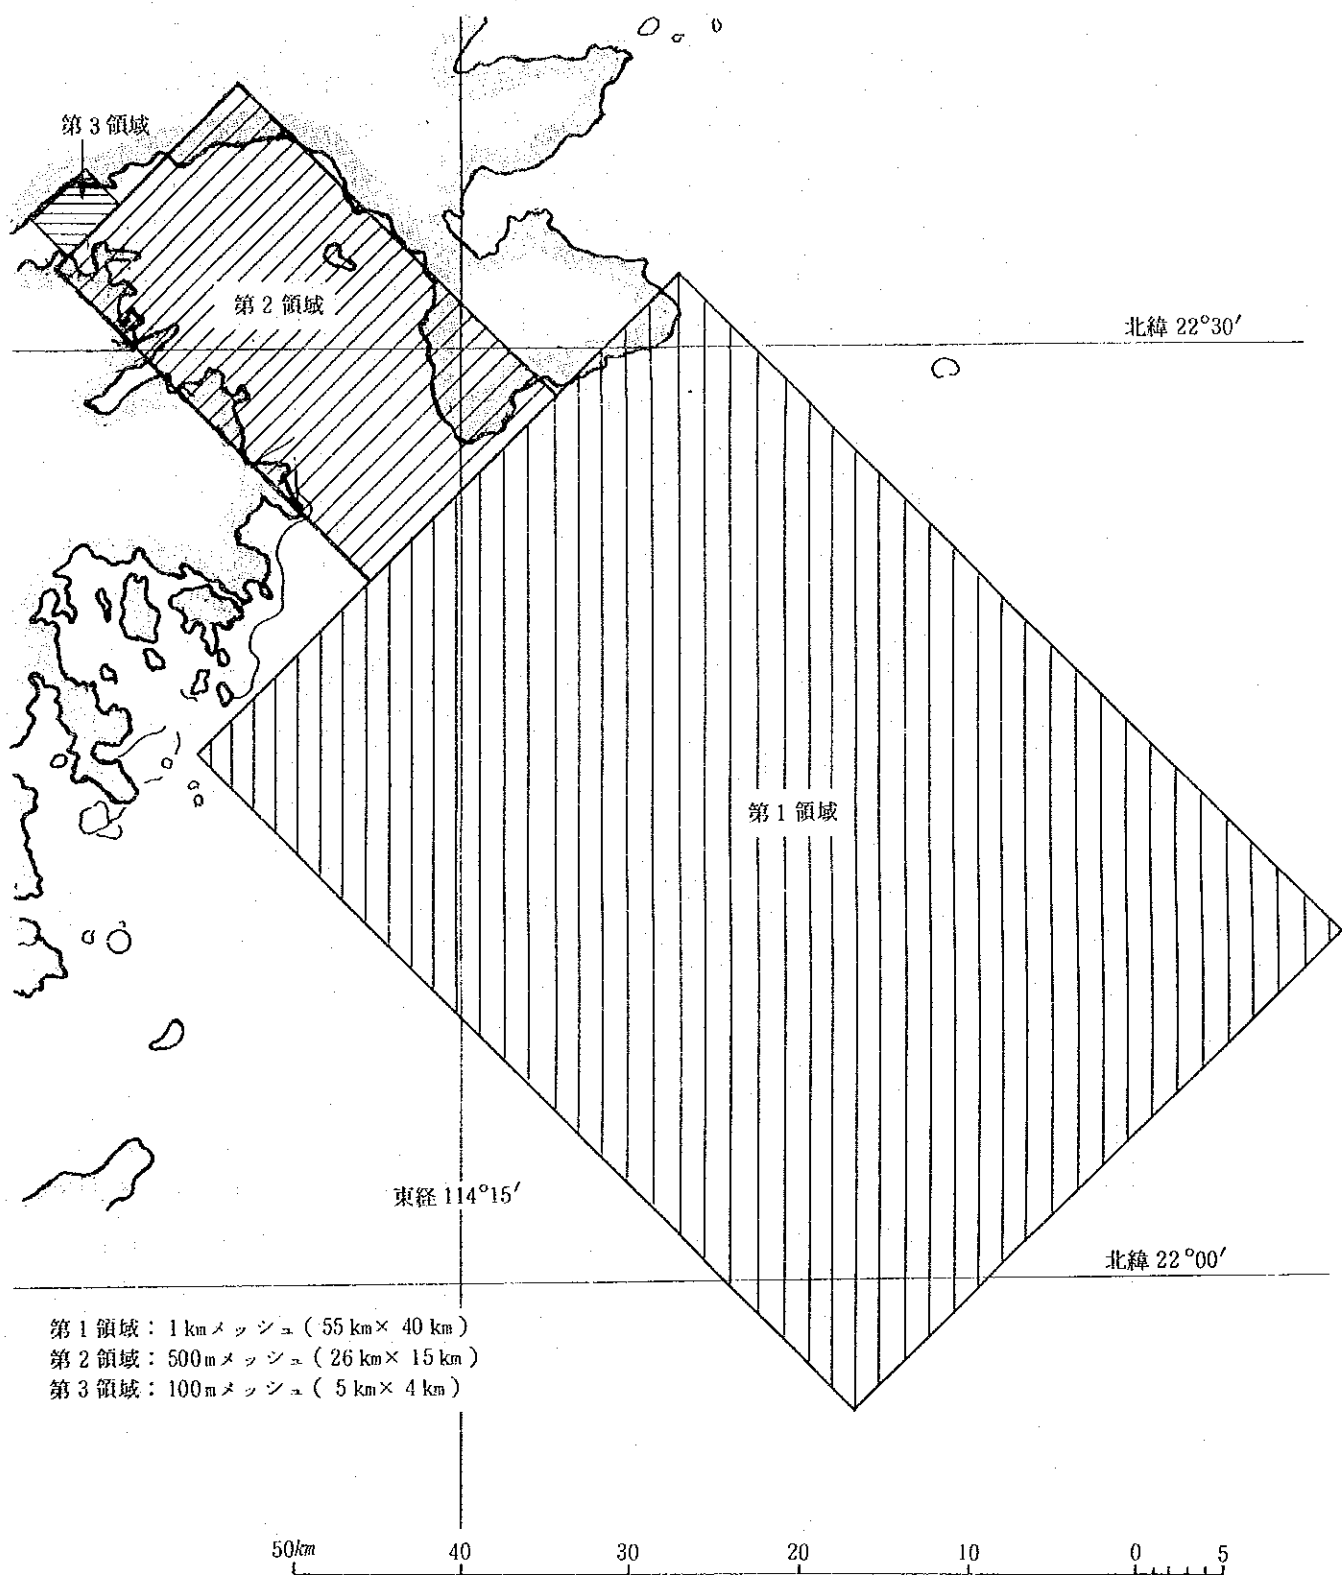 第3領域
第2領域
北緯 22°30′
第1領域
東経 114°15′
北緯 22°00′
第1領域：1kmメッシュ（55km×40km）
第2領域：500mメッシュ（26km×15km）
第3領域：100mメッシュ（5km×4km）
50km 40 30 20 10 0 5